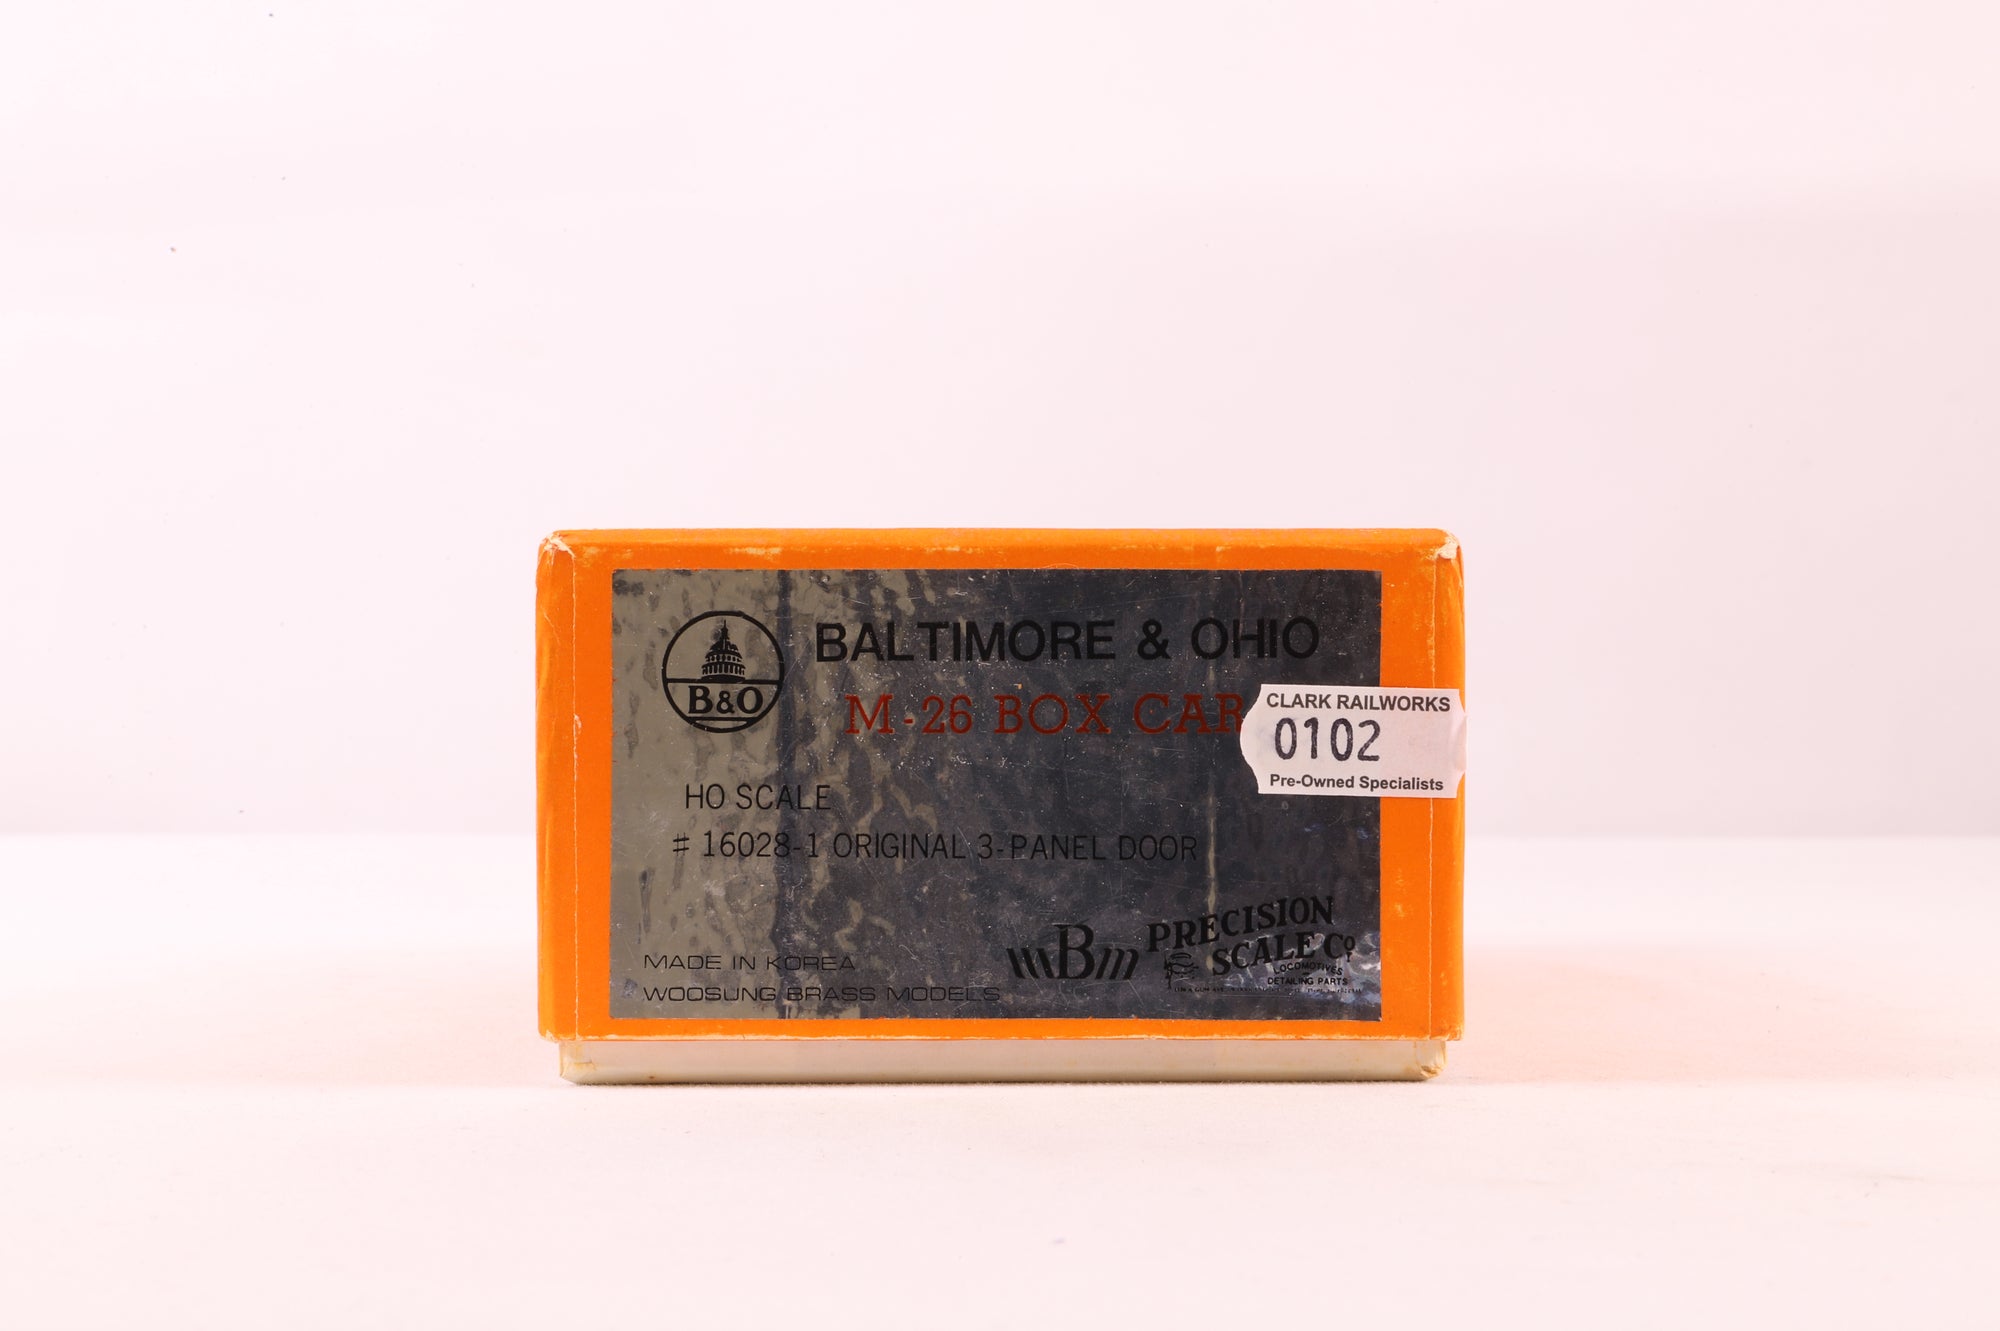 BALTIMORE & OHIO
B&O
M-26 BOX CAR
CLARK RAILWORKS
0102
Pre-Owned Specialists
HO SCALE
# 16028-1 ORIGINAL 3-PANEL DOOR
MADE IN KOREA
WOOSUNG BRASS MODELS
mBm
PRECISION
SCALE Co
LOCOMOTIVES
DETAILING PARTS